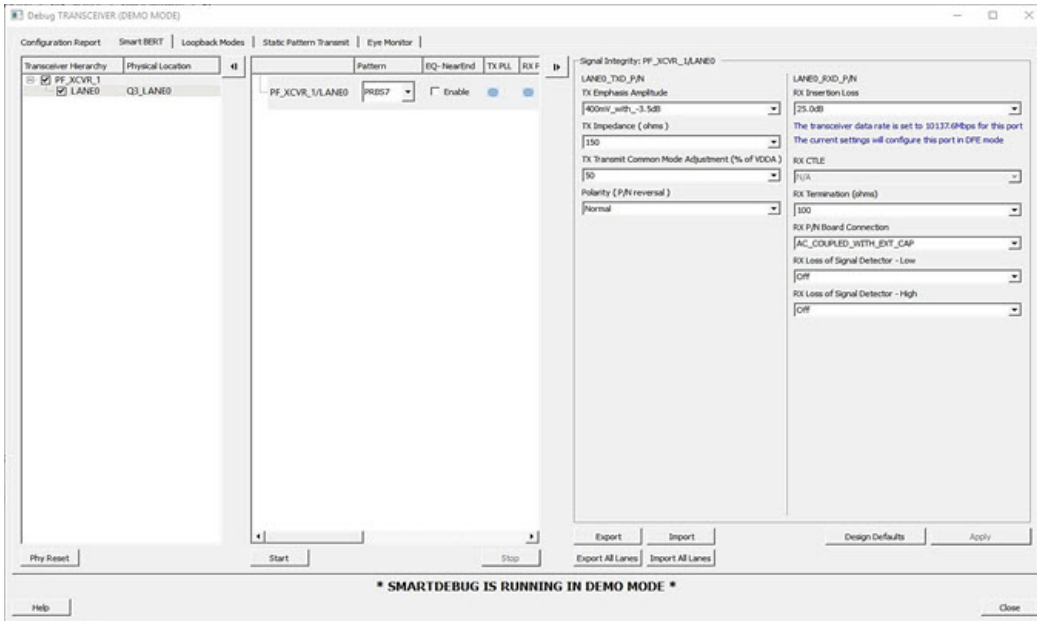 Debug TRANSCEIVER (DEMO MODE)
Configuration Report
Smart BERT
Loopback Modes
Static Pattern Transmit
Eye Monitor
Transceiver Hierarchy
Physical Location
PF_XCVR_1
LANE0
Q3_LANE0
Phy Reset
Pattern
EQ-NearEnd
TX PLL
RX P
PF_XCVR_1/LANE0
PRBS7
Enable
Start
Stop
Signal Integrity: PF_XCVR_1/LANE0
LANE0_TXD_P/N
TX Emphasis Amplitude
400mV_with_-3.5dB
TX Impedance ( ohms )
150
TX Transmit Common Mode Adjustment (% of VDDA )
50
Polarity ( P/N reversal )
Normal
LANE0_RXD_P/N
RX Insertion Loss
25.0dB
The transceiver data rate is set to 10137.6Mbps for this port
The current settings will configure this port in DFE mode
RX CTLE
N/A
RX Termination (ohms)
100
RX P/N Board Connection
AC_COUPLED_WITH_EXT_CAP
RX Loss of Signal Detector - Low
Off
RX Loss of Signal Detector - High
Off
Export
Import
Design Defaults
Apply
Export All Lanes
Import All Lanes
* SMARTDEBUG IS RUNNING IN DEMO MODE *
Help
Close